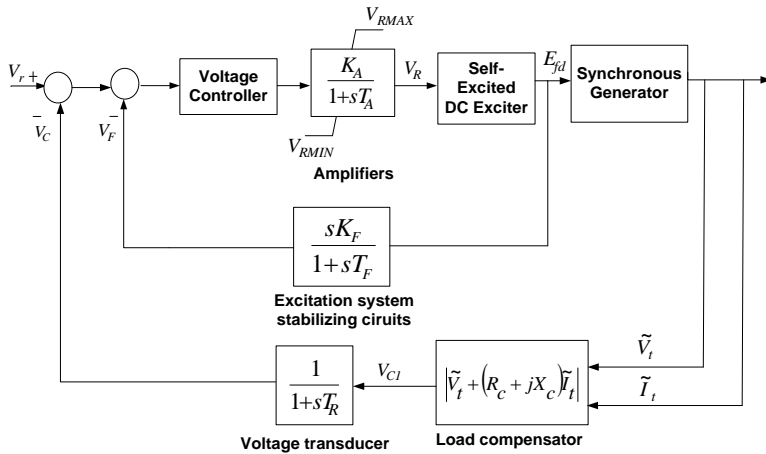 V_RMAX
V_r +
Voltage
Controller
K_A
1+sT_A
V_R
Self-
Excited
DC Exciter
E_fd
Synchronous
Generator
−
V_C
−
V_F
V_RMIN
Amplifiers
sK_F
1+sT_F
Excitation system
stabilizing ciruits
Ṽ_t
Ĩ_t
1
1+sT_R
V_C1
|Ṽ_t + (R_c + jX_c)Ĩ_t|
Voltage transducer
Load compensator